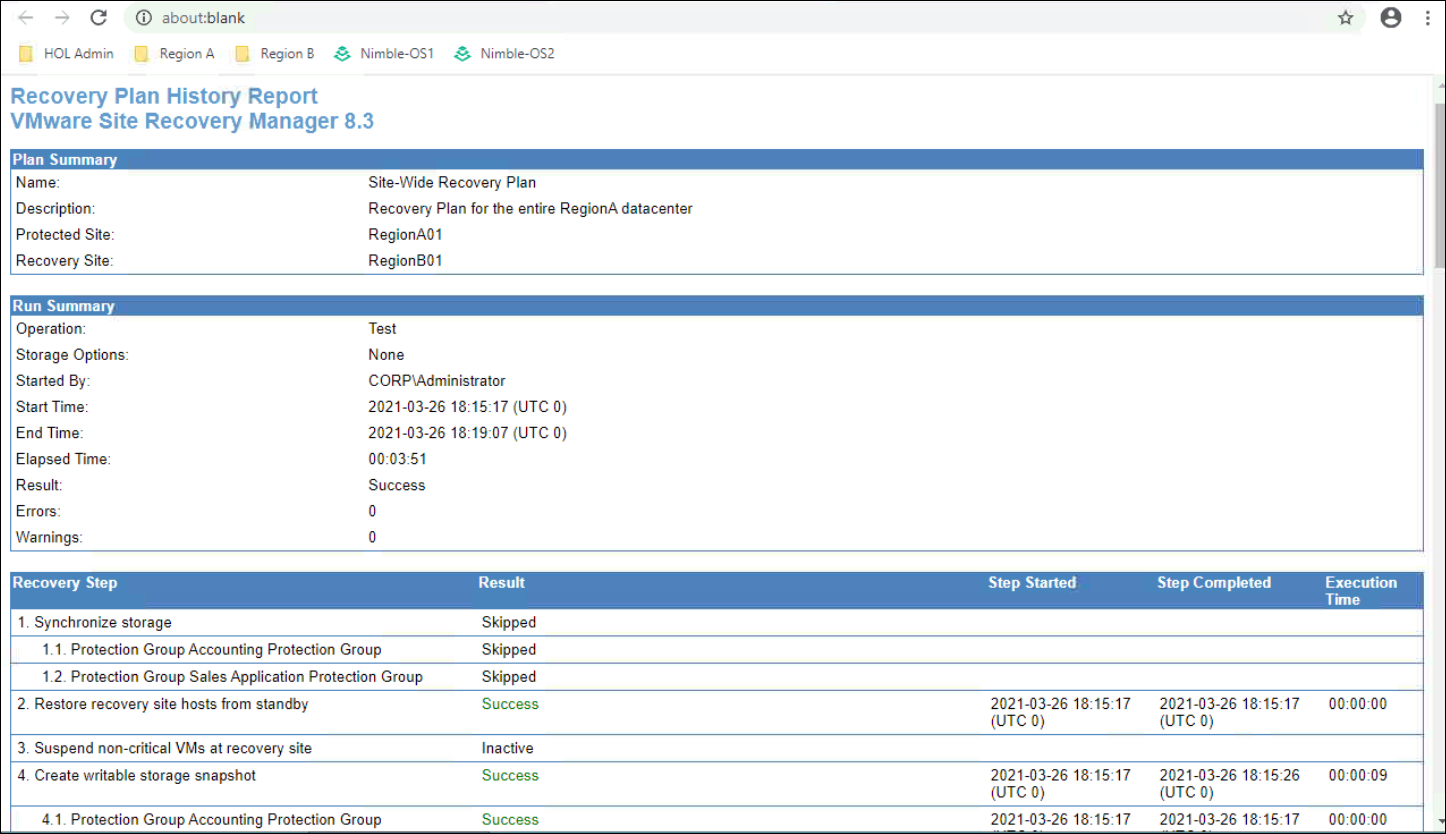 about:blank
HOL Admin Region A Region B Nimble-OS1 Nimble-OS2
Recovery Plan History Report
VMware Site Recovery Manager 8.3
Plan Summary
Name: Site-Wide Recovery Plan
Description: Recovery Plan for the entire RegionA datacenter
Protected Site: RegionA01
Recovery Site: RegionB01
Run Summary
Operation: Test
Storage Options: None
Started By: CORP\Administrator
Start Time: 2021-03-26 18:15:17 (UTC 0)
End Time: 2021-03-26 18:19:07 (UTC 0)
Elapsed Time: 00:03:51
Result: Success
Errors: 0
Warnings: 0
Recovery Step Result Step Started Step Completed Execution
Time
1. Synchronize storage Skipped
1.1. Protection Group Accounting Protection Group Skipped
1.2. Protection Group Sales Application Protection Group Skipped
2. Restore recovery site hosts from standby Success 2021-03-26 18:15:17 2021-03-26 18:15:17 00:00:00
(UTC 0) (UTC 0)
3. Suspend non-critical VMs at recovery site Inactive
4. Create writable storage snapshot Success 2021-03-26 18:15:17 2021-03-26 18:15:26 00:00:09
(UTC 0) (UTC 0)
4.1. Protection Group Accounting Protection Group Success 2021-03-26 18:15:17 2021-03-26 18:15:17 00:00:00